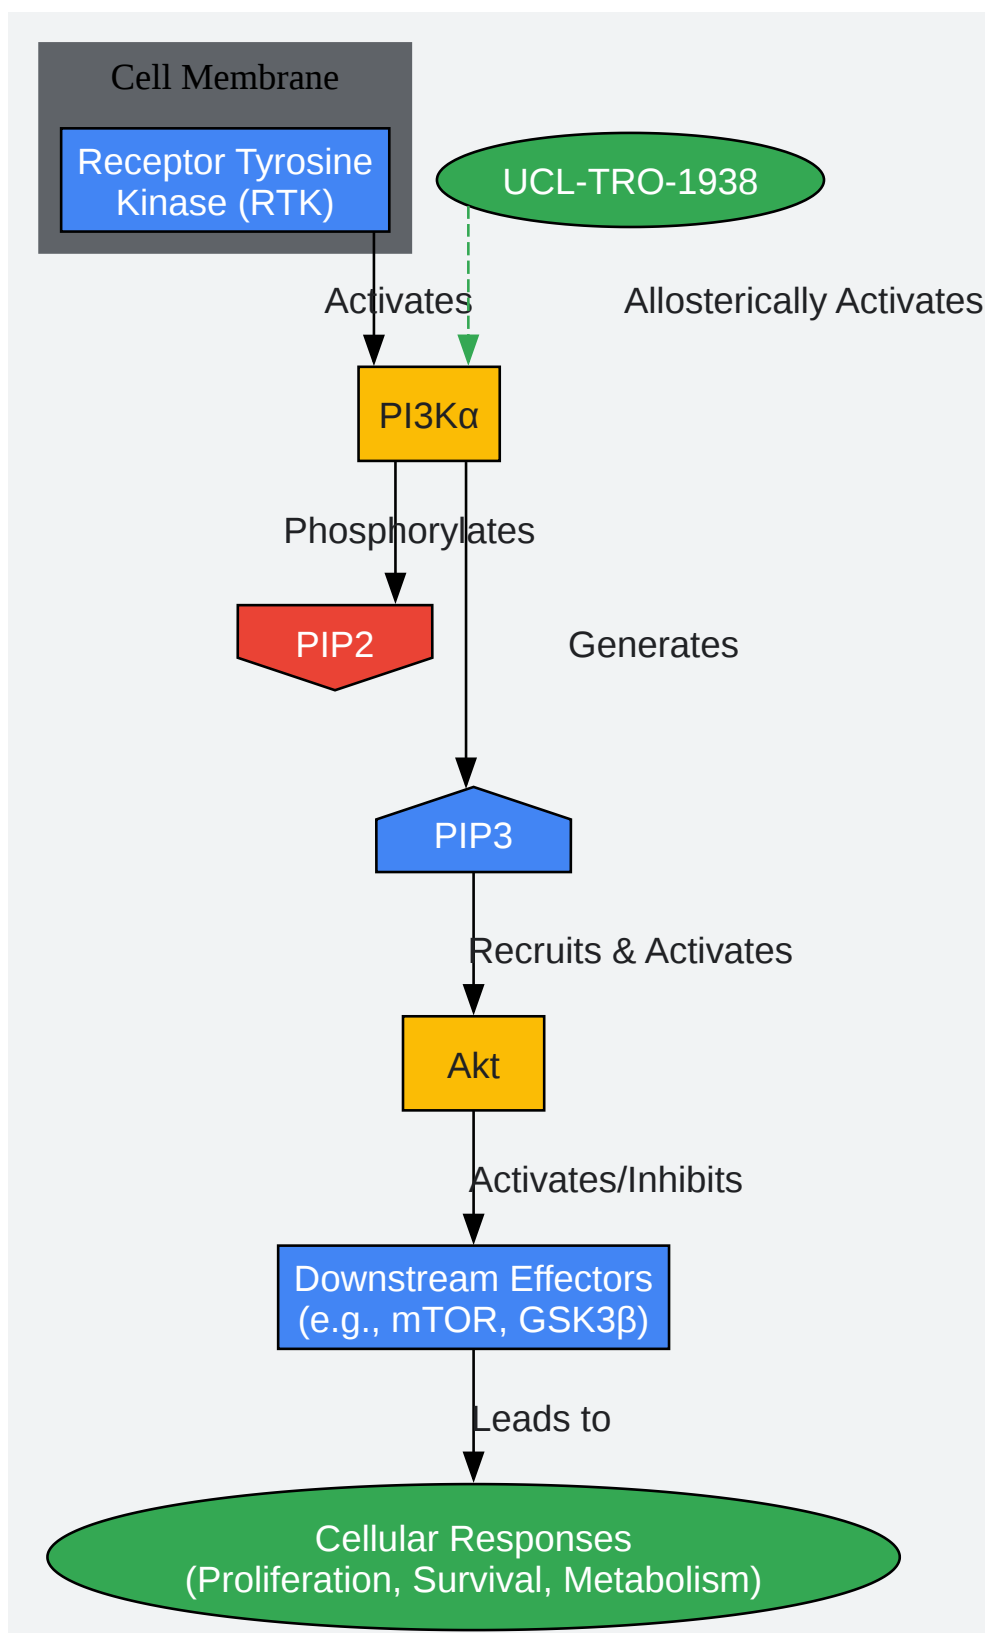 Cell Membrane
Receptor Tyrosine
Kinase (RTK)
UCL-TRO-1938
Activates
Allosterically Activates
PI3Kα
Phosphorylates
PIP2
Generates
PIP3
Recruits & Activates
Akt
Activates/Inhibits
Downstream Effectors
(e.g., mTOR, GSK3β)
Leads to
Cellular Responses
(Proliferation, Survival, Metabolism)